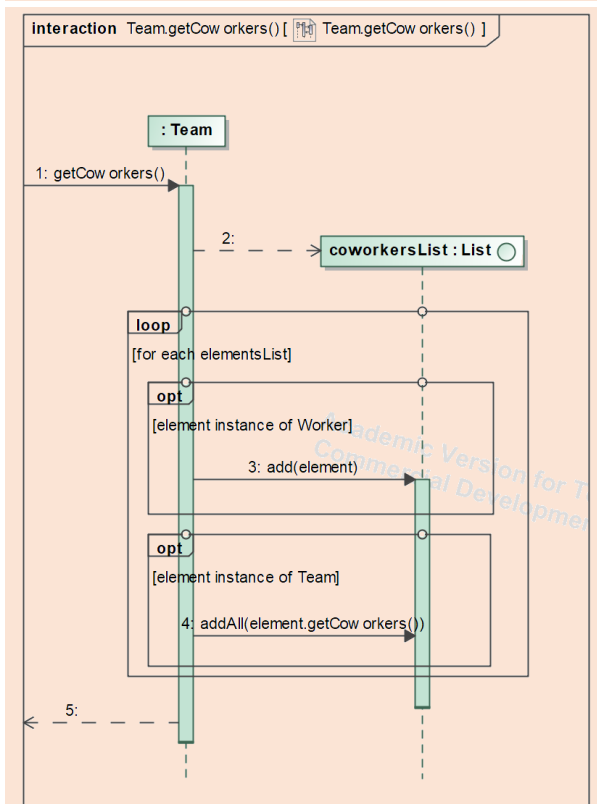 interaction Team.getCow orkers() [ Team.getCow orkers() ]
: Team
1: getCow orkers()
2:
coworkersList : List
loop
[for each elementsList]
opt
[element instance of Worker]
3: add(element)
opt
[element instance of Team]
4: addAll(element.getCow orkers())
5:
Academic Version for T
Commercial Developmen